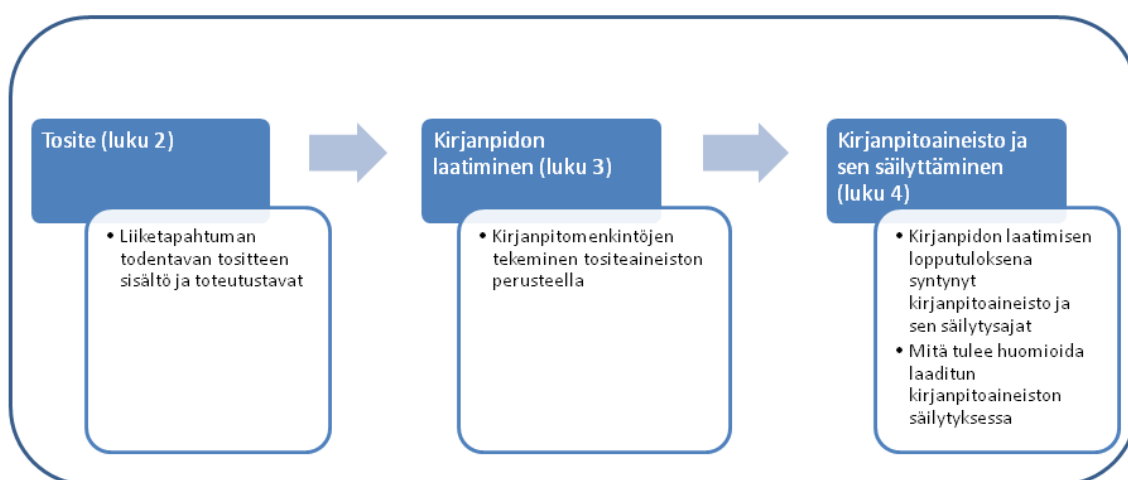 Tosite (luku 2)
• Liiketapahtuman
todentavan tositteen
sisältö ja toteutustavat
Kirjanpidon
laatiminen (luku 3)
• Kirjanpitomenkintöjen
tekeminen tositeaineiston
perusteella
Kirjanpitoaineisto ja
sen säilyttäminen
(luku 4)
• Kirjanpidon laatimisen
lopputuloksena
syntynyt
kirjanpitoaineisto ja
sen säilytysajat
• Mitä tulee huomioida
laaditun
kirjanpitoaineiston
säilytyksessa